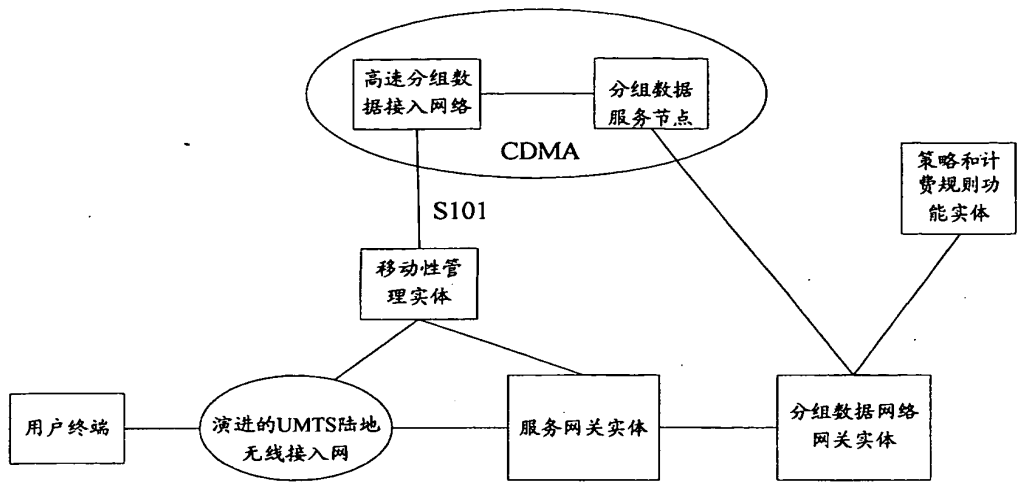 高速分组数
据接入网络
分组数据
服务节点
CDMA
策略和计
费规则功
能实体
S101
移动性管
理实体
用户终端
演进的UMTS陆地
无线接入网
服务网关实体
分组数据网络
网关实体